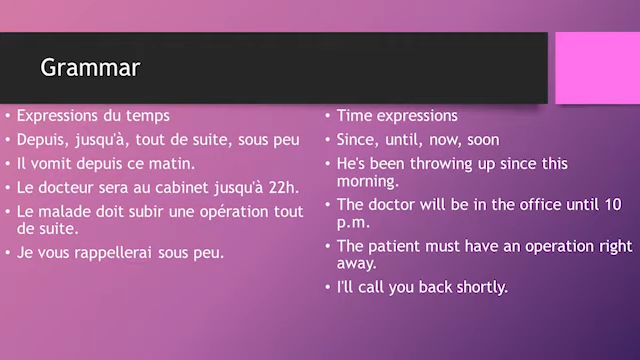 Grammar
• Expressions du temps
• Depuis, jusqu'à, tout de suite, sous peu
• Il vomit depuis ce matin.
• Le docteur sera au cabinet jusqu'à 22h.
• Le malade doit subir une opération tout
de suite.
• Je vous rappellerai sous peu.
• Time expressions
• Since, until, now, soon
• He's been throwing up since this
morning.
• The doctor will be in the office until 10
p.m.
• The patient must have an operation right
away.
• I'll call you back shortly.